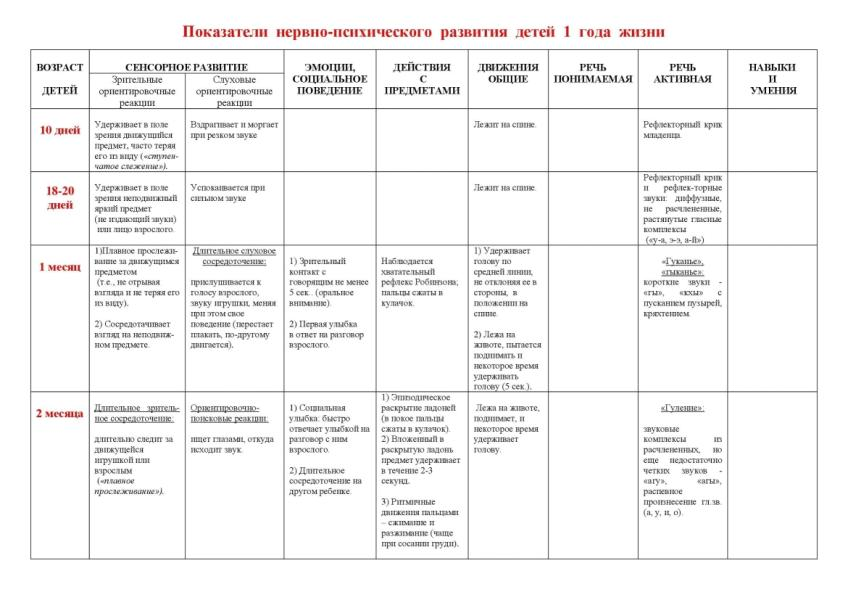 Показатели нервно-психического развития детей 1 года жизни
ВОЗРАСТ
ДЕТЕЙ
СЕНСОРНОЕ РАЗВИТИЕ
Зрительные
ориентировочные
реакции
Слуховые
ориентировочные
реакции
ЭМОЦИИ,
СОЦИАЛЬНОЕ
ПОВЕДЕНИЕ
ДЕЙСТВИЯ
С
ПРЕДМЕТАМИ
ДВИЖЕНИЯ
ОБЩИЕ
РЕЧЬ
ПОНИМАЕМАЯ
РЕЧЬ
АКТИВНАЯ
НАВЫКИ
И
УМЕНИЯ
10 дней
Удерживает в поле
зрения движущийся
предмет, часто теряя
его из виду («ступен-
чатое слежение»).
Вздрагивает и моргает
при резком звуке
Лежит на спине.
Рефлекторный крик
младенца.
18-20
дней
Удерживает в поле
зрения неподвижный
яркий предмет
(не издающий звуки)
или лицо взрослого.
Успокаивается при
сильном звуке
Лежит на спине.
Рефлекторный крик
и рефлек-торные
звуки: диффузные,
не расчлененные,
растянутые гласные
комплексы
(«у-а, э-э, а-й»)
1 месяц
1)Плавное прослежи-
вание за движущимся
предметом
(т.е., не отрывая
взгляда и не теряя его
из виду).
2) Сосредотачивает
взгляд на неподвиж-
ном предмете.
Длительное слуховое
сосредоточение:
прислушивается к
голосу взрослого,
звуку игрушки, меняя
при этом свое
поведение (перестает
плакать, по-другому
двигается).
1) Зрительный
контакт с
говорящим не менее
5 сек.. (оральное
внимание).
2) Первая улыбка
в ответ на разговор
взрослого.
Наблюдается
хватательный
рефлекс Робинзона;
пальцы сжаты в
кулачок.
1) Удерживает
голову по
средней линии,
не отклоняя ее в
стороны, в
положении на
спине.
2) Лежа на
животе, пытается
поднимать и
некоторое время
удерживать
голову (5 сек.).
«Гуканье»,
«гыканье»:
короткие звуки -
«гы», «кхы» с
пусканием пузырей,
кряхтением.
2 месяца
Длительное зритель-
ное сосредоточение:
длительно следит за
движущейся
игрушкой или
взрослым
(«плавное
прослеживание»).
Ориентировочно-
поисковые реакции:
ищет глазами, откуда
исходит звук.
1) Социальная
улыбка: быстро
отвечает улыбкой на
разговор с ним
взрослого.
2) Длительное
сосредоточение на
другом ребенке.
1) Эпизодическое
раскрытие ладоней
(в покое пальцы
сжаты в кулачок).
2) Вложенный в
раскрытую ладонь
предмет удерживает
в течение 2-3
секунд.
3) Ритмичные
движения пальцами
– сжимание и
разжимание (чаще
при сосании груди).
Лежа на животе,
поднимает, и
некоторое время
удерживает
голову.
«Гуление»:
звуковые
комплексы из
расчлененных, но
еще недостаточно
четких звуков -
«агу», «агы»,
распевное
произнесение гл.зв.
(а, у, и, о).